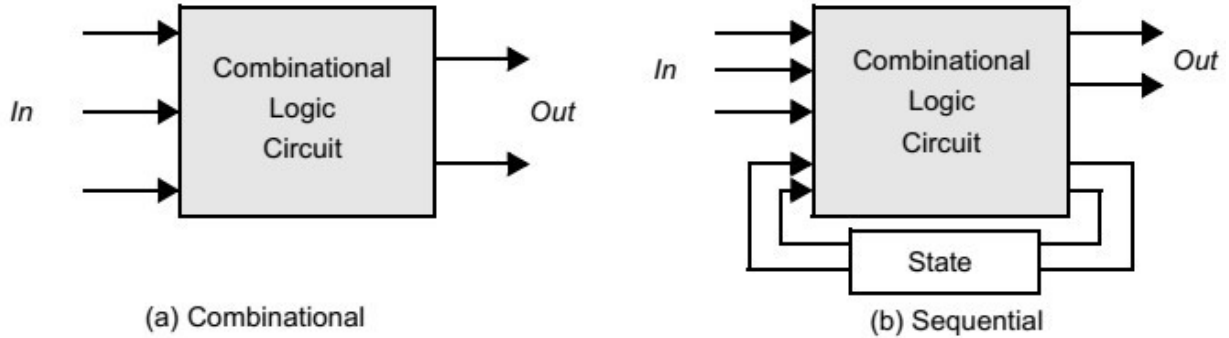 In
Combinational
Logic
Circuit
Out
(a) Combinational
In
Combinational
Logic
Circuit
Out
State
(b) Sequential